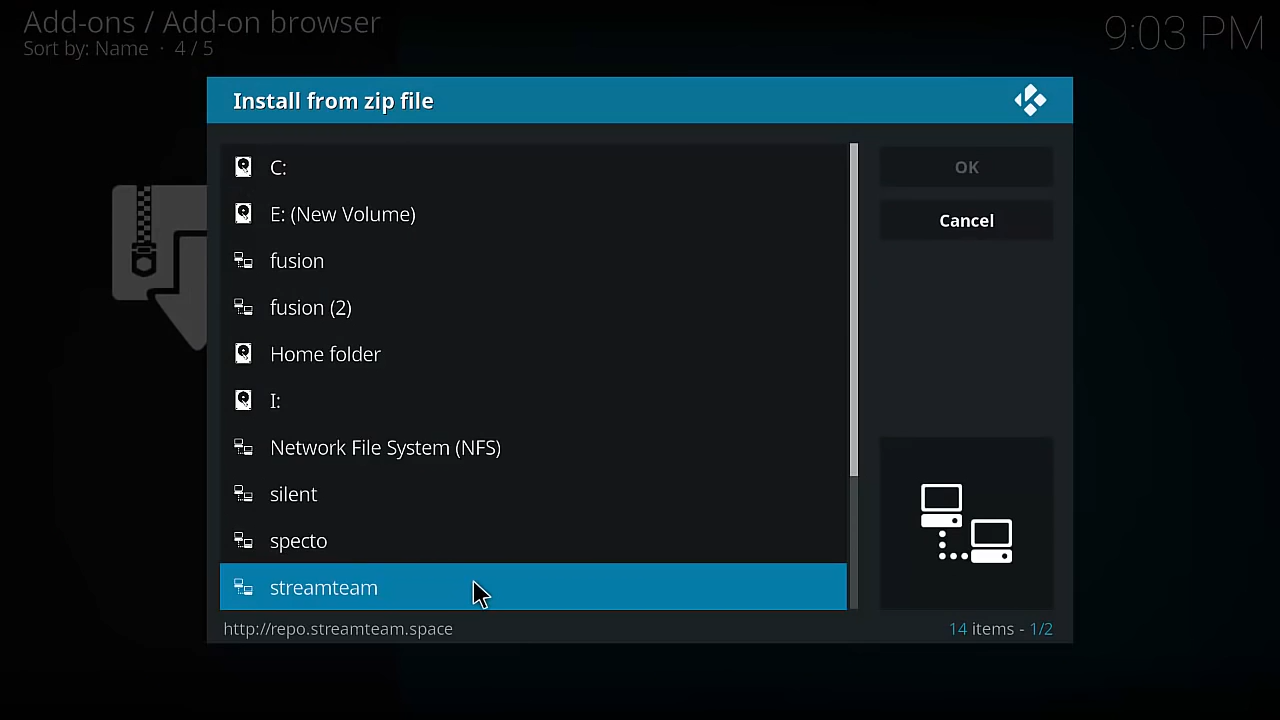 Add-ons / Add-on browser
Sort by: Name · 4 / 5
9:03 PM
Install from zip file
C:
E: (New Volume)
fusion
fusion (2)
Home folder
I:
Network File System (NFS)
silent
specto
streamteam
OK
Cancel
http://repo.streamteam.space
14 items - 1/2